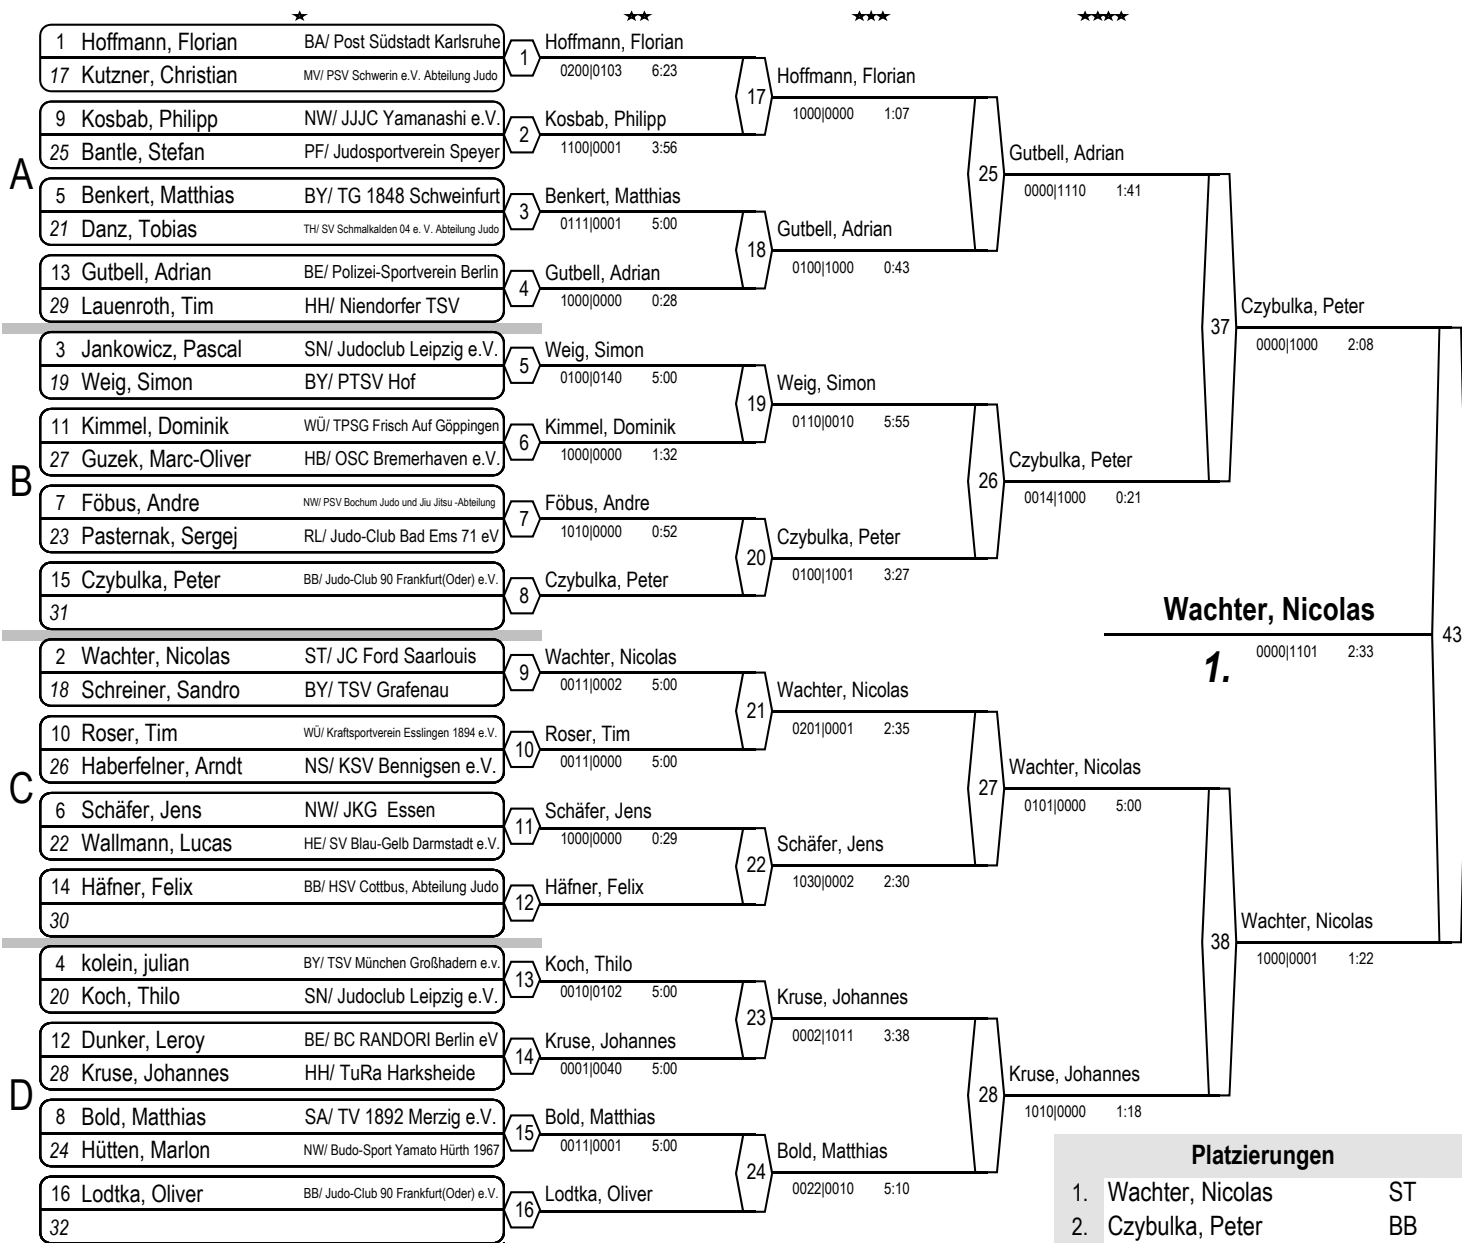 1 Hoffmann, Florian BA/ Post Südstadt Karlsruhe
17 Kutzner, Christian MV/ PSV Schwerin e.V. Abteilung Judo
1 Hoffmann, Florian
0200|0103 6:23
9 Kosbab, Philipp NW/ JJJC Yamanashi e.V.
25 Bantle, Stefan PF/ Judosportverein Speyer
2 Kosbab, Philipp
1100|0001 3:56
17 Hoffmann, Florian
1000|0000 1:07
A
5 Benkert, Matthias BY/ TG 1848 Schweinfurt
21 Danz, Tobias TH/ SV Schmalkalden 04 e. V. Abteilung Judo
3 Benkert, Matthias
0111|0001 5:00
13 Gutbell, Adrian BE/ Polizei-Sportverein Berlin
29 Lauenroth, Tim HH/ Niendorfer TSV
4 Gutbell, Adrian
1000|0000 0:28
18 Gutbell, Adrian
0100|1000 0:43
25 Gutbell, Adrian
0000|1110 1:41
3 Jankowicz, Pascal SN/ Judoclub Leipzig e.V.
19 Weig, Simon BY/ PTSV Hof
5 Weig, Simon
0100|0140 5:00
11 Kimmel, Dominik WÜ/ TPSG Frisch Auf Göppingen
27 Guzek, Marc-Oliver HB/ OSC Bremerhaven e.V.
6 Kimmel, Dominik
1000|0000 1:32
19 Weig, Simon
0110|0010 5:55
B
7 Föbus, Andre NW/ PSV Bochum Judo und Jiu Jitsu -Abteilung
23 Pasternak, Sergej RL/ Judo-Club Bad Ems 71 eV
7 Föbus, Andre
1010|0000 0:52
15 Czybulka, Peter BB/ Judo-Club 90 Frankfurt(Oder) e.V.
31
8 Czybulka, Peter
20 Czybulka, Peter
0100|1001 3:27
26 Czybulka, Peter
0014|1000 0:21
37 Czybulka, Peter
0000|1000 2:08
2 Wachter, Nicolas ST/ JC Ford Saarlouis
18 Schreiner, Sandro BY/ TSV Grafenau
9 Wachter, Nicolas
0011|0002 5:00
10 Roser, Tim WÜ/ Kraftsportverein Esslingen 1894 e.V.
26 Haberfelner, Arndt NS/ KSV Bennigsen e.V.
10 Roser, Tim
0011|0000 5:00
21 Wachter, Nicolas
0201|0001 2:35
C
6 Schäfer, Jens NW/ JKG Essen
22 Wallmann, Lucas HE/ SV Blau-Gelb Darmstadt e.V.
11 Schäfer, Jens
1000|0000 0:29
14 Häfner, Felix BB/ HSV Cottbus, Abteilung Judo
30
12 Häfner, Felix
22 Schäfer, Jens
1030|0002 2:30
27 Wachter, Nicolas
0101|0000 5:00
4 kolein, julian BY/ TSV München Großhadern e.v.
20 Koch, Thilo SN/ Judoclub Leipzig e.V.
13 Koch, Thilo
0010|0102 5:00
12 Dunker, Leroy BE/ BC RANDORI Berlin eV
28 Kruse, Johannes HH/ TuRa Harksheide
14 Kruse, Johannes
0001|0040 5:00
23 Kruse, Johannes
0002|1011 3:38
D
8 Bold, Matthias SA/ TV 1892 Merzig e.V.
24 Hütten, Marlon NW/ Budo-Sport Yamato Hürth 1967
15 Bold, Matthias
0011|0001 5:00
16 Lodtka, Oliver BB/ Judo-Club 90 Frankfurt(Oder) e.V.
32
16 Lodtka, Oliver
24 Bold, Matthias
0022|0010 5:10
28 Kruse, Johannes
1010|0000 1:18
38 Wachter, Nicolas
1000|0001 1:22
Wachter, Nicolas
43
1. 0000|1101 2:33
Platzierungen
1. Wachter, Nicolas ST
2. Czybulka, Peter BB